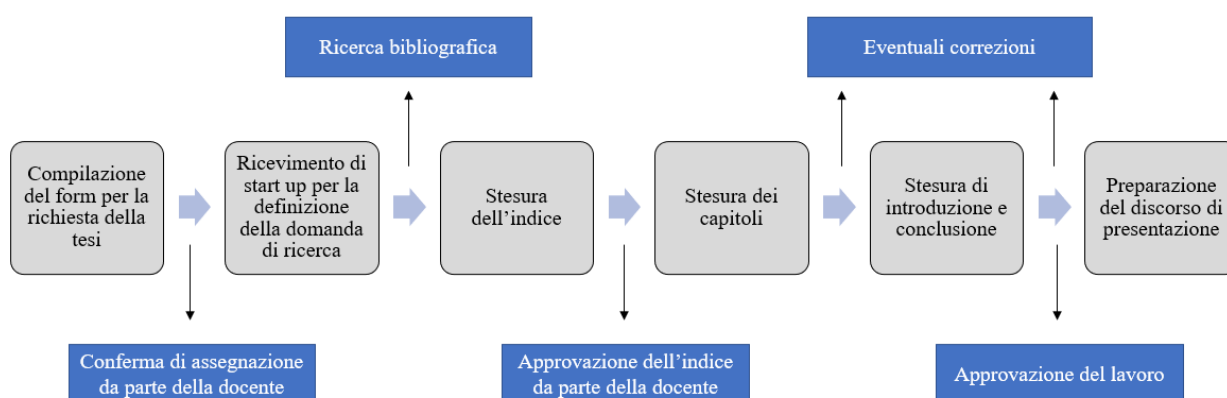 Ricerca bibliografica
Eventuali correzioni
Compilazione
del form per la
richiesta della
tesi
Ricevimento di
start up per la
definizione
della domanda
di ricerca
Stesura
dell’indice
Stesura dei
capitoli
Stesura di
introduzione e
conclusione
Preparazione
del discorso di
presentazione
Conferma di assegnazione
da parte della docente
Approvazione dell’indice
da parte della docente
Approvazione del lavoro